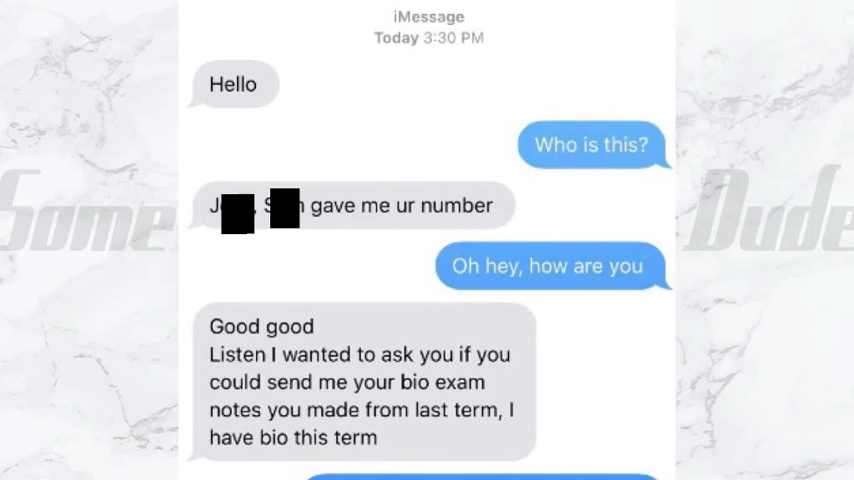 iMessage
Today 3:30 PM
Hello
Who is this?
gave me ur number
Oh hey, how are you
Good good
Listen I wanted to ask you if you
could send me your bio exam
notes you made from last term, I
have bio this term
Some Dude